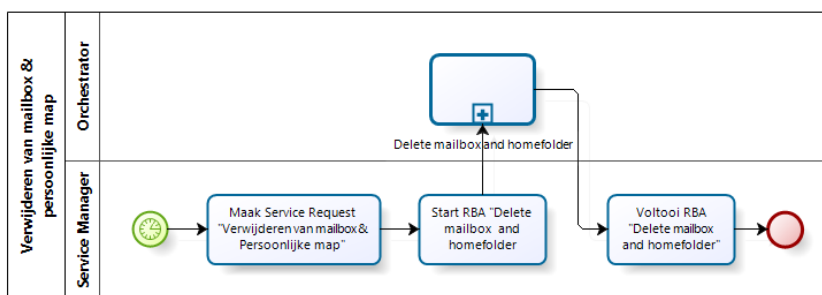 Verwijderen van mailbox &
persoonlijke map
Orchestrator
Delete mailbox and homefolder
Service Manager
Maak Service Request
"Verwijderen van mailbox &
Persoonlijke map"
Start RBA "Delete
mailbox and
homefolder
Voltooi RBA
"Delete mailbox
and homefolder"